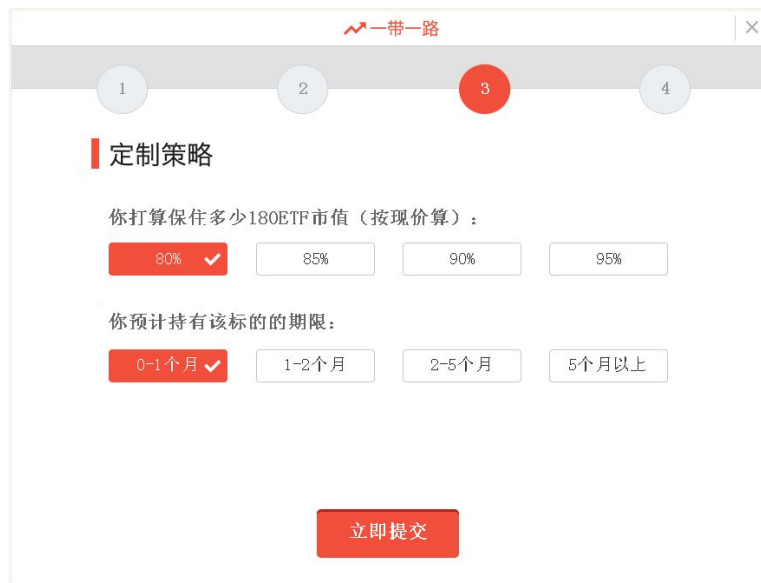 一带一路
1 2 3 4
定制策略
你打算保住多少180ETF市值（按现价算）：
80% 85% 90% 95%
你预计持有该标的的期限：
0-1个月 1-2个月 2-5个月 5个月以上
立即提交